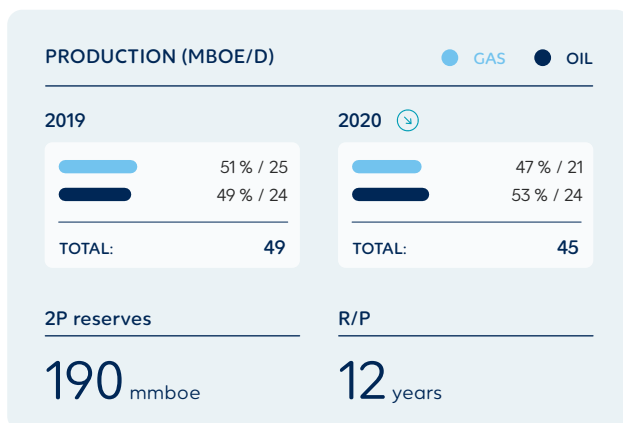 PRODUCTION (MBOE/D)
GAS
OIL
2019
51 % / 25
49 % / 24
TOTAL: 49
2020
47 % / 21
53 % / 24
TOTAL: 45
2P reserves
190 mmboe
R/P
12 years